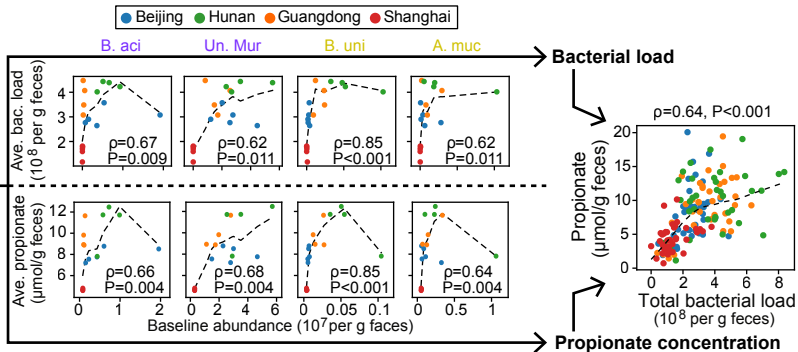 Beijing Hunan Guangdong Shanghai
B. aci Un. Mur B. uni A. muc
Bacterial load
Ave. bac. load
(10⁸ per g feces)
4
3
2
ρ=0.67
P=0.009
ρ=0.62
P=0.011
ρ=0.85
P<0.001
ρ=0.62
P=0.011
ρ=0.64, P<0.001
Propionate
(μmol/g feces)
20
15
10
5
0
0 2 4 6 8
Total bacterial load
(10⁸ per g feces)
Ave. propionate
(μmol/g feces)
12
10
8
6
ρ=0.66
P=0.004
ρ=0.68
P=0.004
ρ=0.85
P<0.001
ρ=0.64
P=0.004
0 1 2 0 2 4 6 0 0.05 0.1 0 0.5 1
Baseline abundance (10⁷per g faces)
Propionate concentration